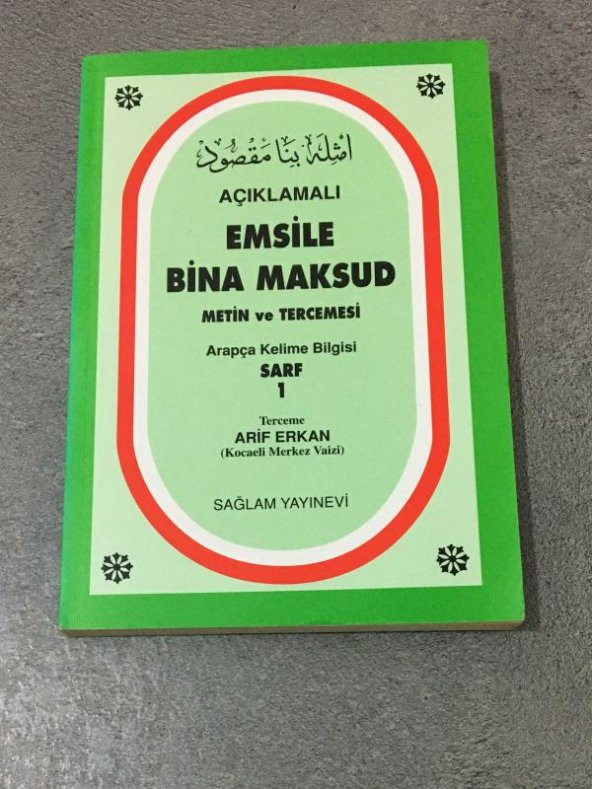 امثله بنا مقصود
AÇIKLAMALI
EMSİLE
BİNA MAKSUD
METİN ve TERCEMESİ
Arapça Kelime Bilgisi
SARF
1
Terceme
ARİF ERKAN
(Kocaeli Merkez Vaizi)
SAĞLAM YAYINEVİ